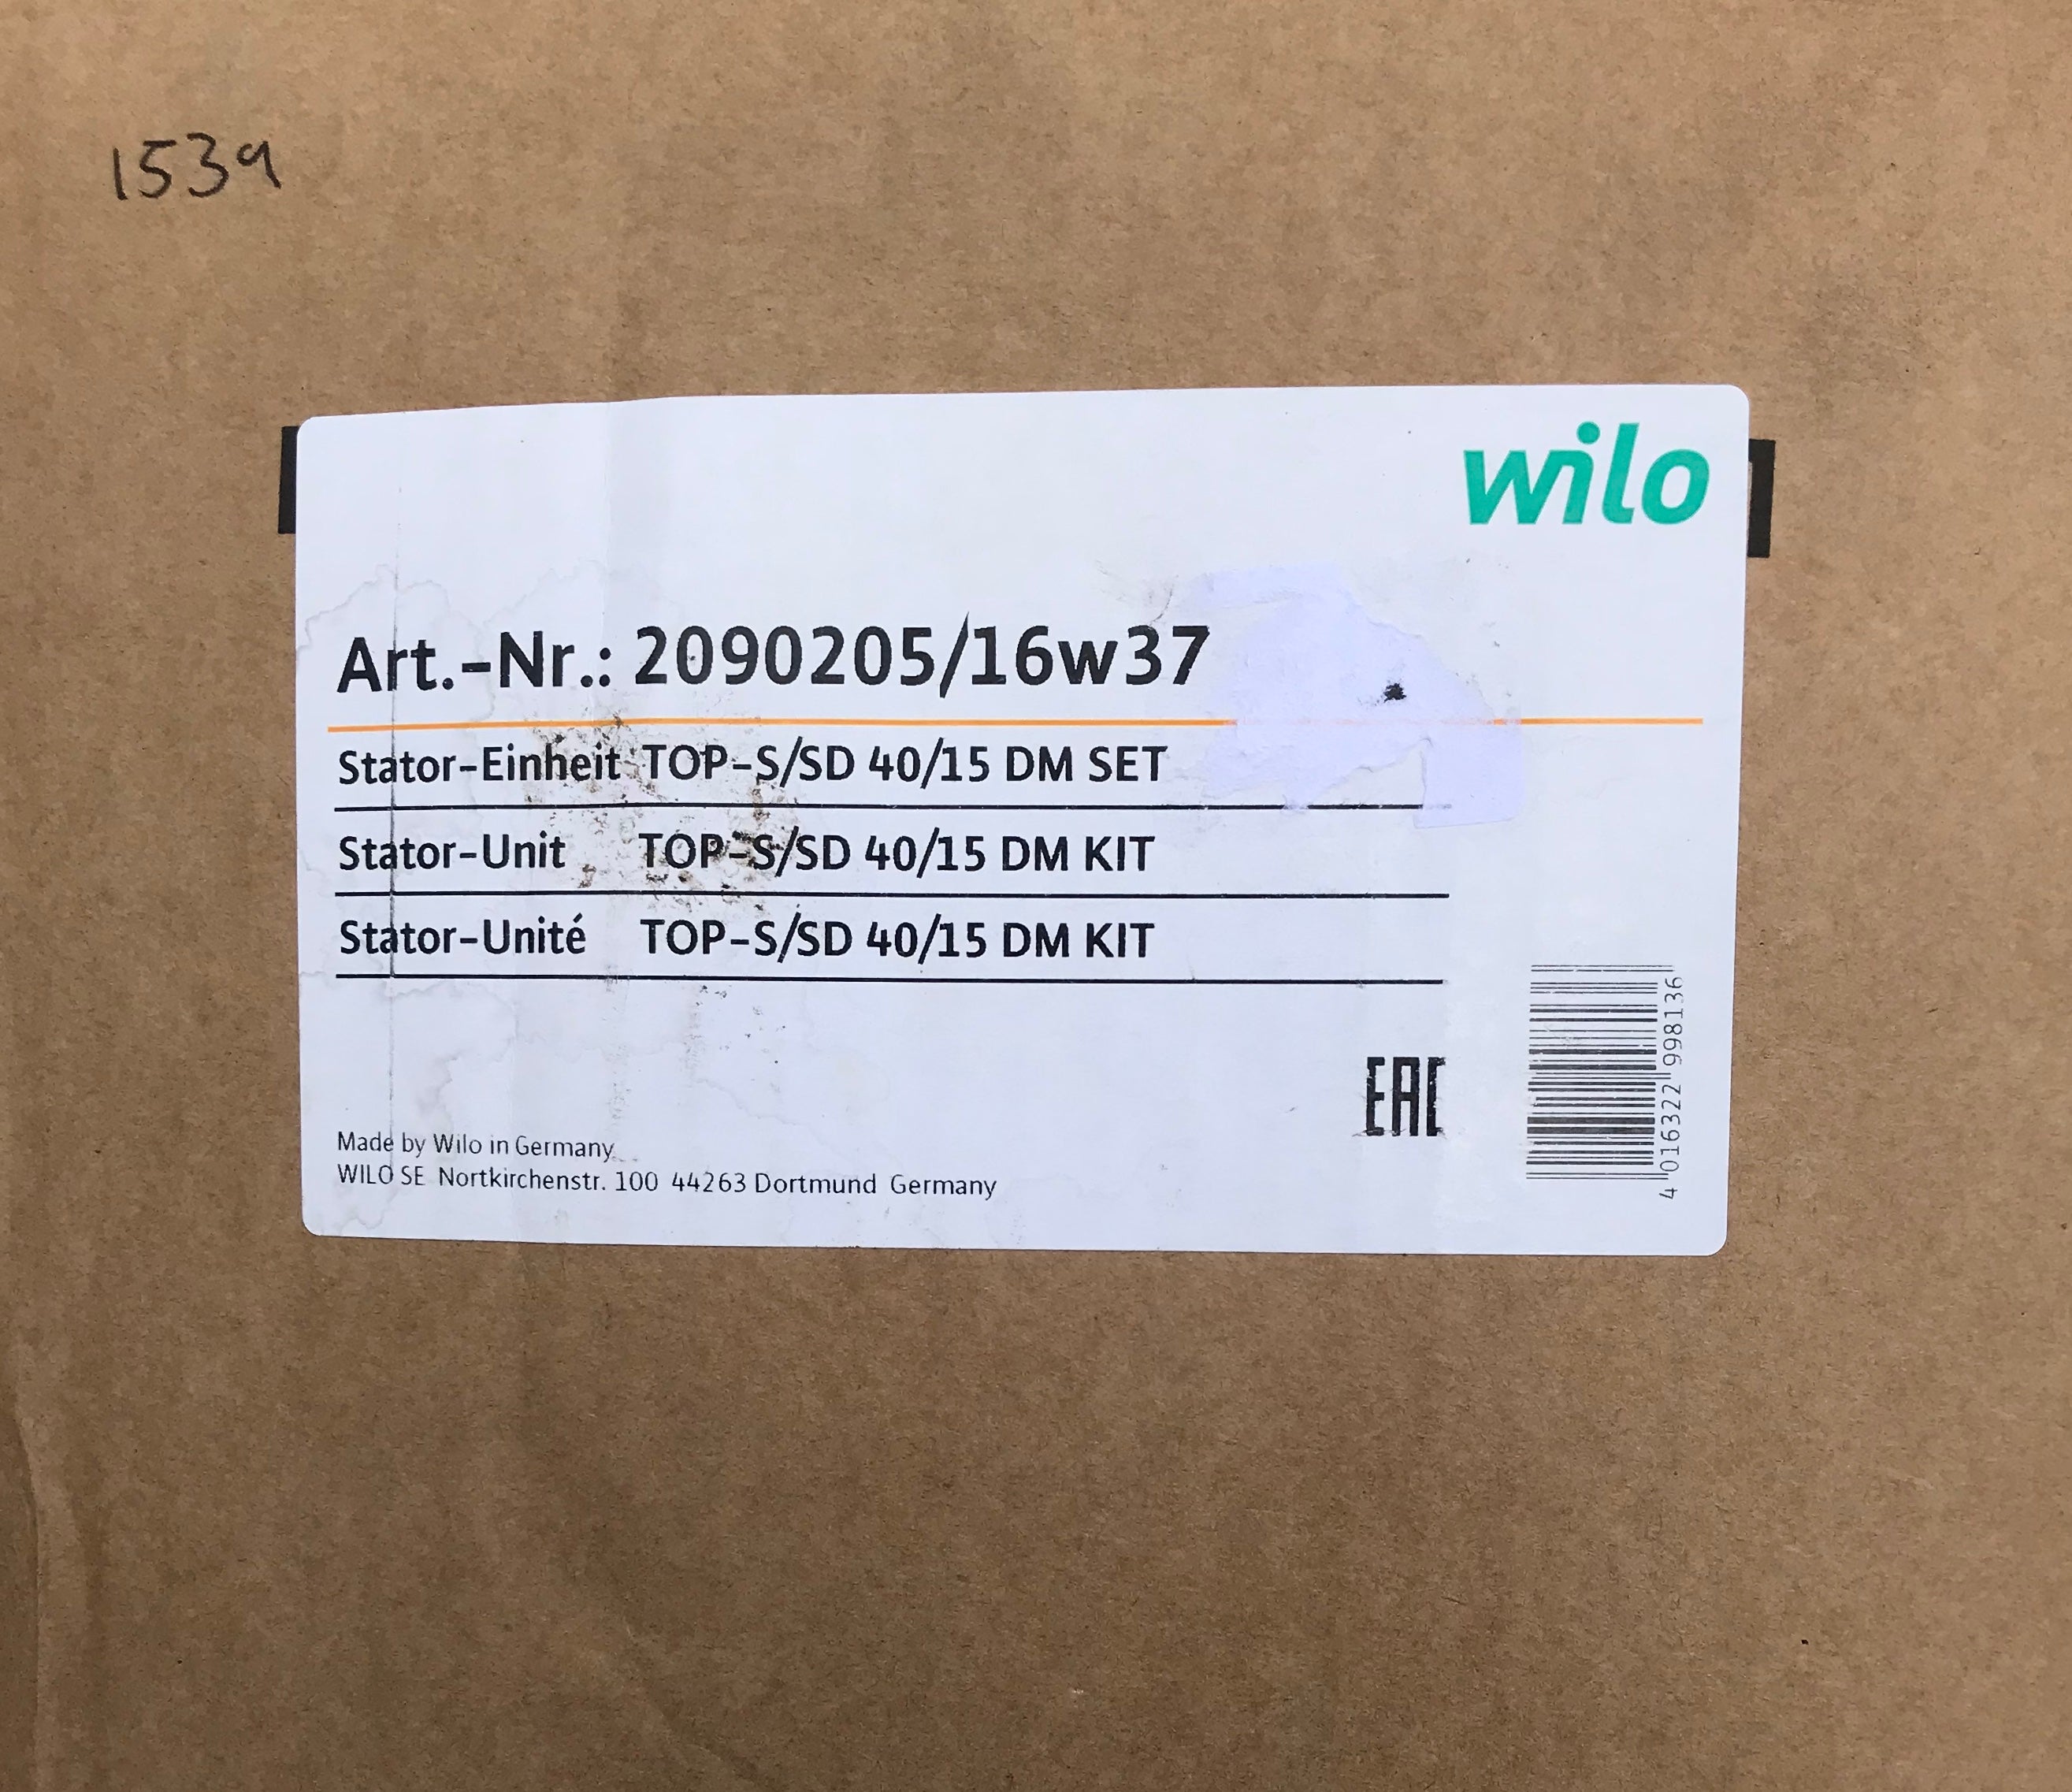 1539
wilo
Art.-Nr.: 2090205/16w37
Stator-Einheit TOP-S/SD 40/15 DM SET
Stator-Unit TOP-S/SD 40/15 DM KIT
Stator-Unité TOP-S/SD 40/15 DM KIT
EAC
4 016322 998136
Made by Wilo in Germany
WILO SE Nortkirchenstr. 100 44263 Dortmund Germany